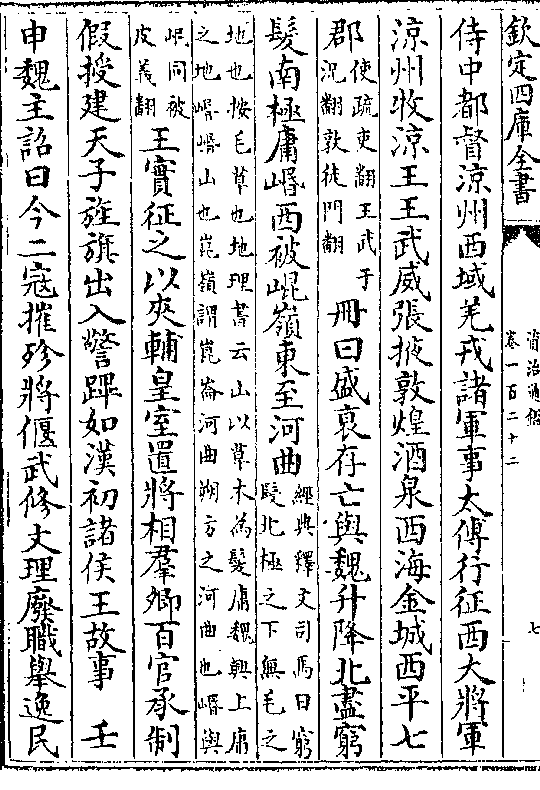 欽定四庫全書
資治通鑑
卷一百二十二
七
侍中都督涼州西域羌戎諸軍事太傅行征西大將軍
涼州牧涼王王武威張掖敦煌酒泉西海金城西平七
郡使疏吏翻王武于況翻敦徒門翻冊曰盛衰存亡與魏升降北盡窮
髮南極庸㟭西被崐嶺東至河曲經典釋文司馬曰窮髮北極之下無毛之
地也按毛草也地理書云山以草木為髮庸魏興上庸之地㟭㟭山也崐嶺謂崑崙河曲朔方之河曲也㟭與
岷同被皮義翻王實征之以夾輔皇室置將相羣卿百官承制
假授建天子旌旗出入警蹕如漢初諸侯王故事 壬
申魏主詔曰今二寇摧殄將偃武修文理廢職舉逸民